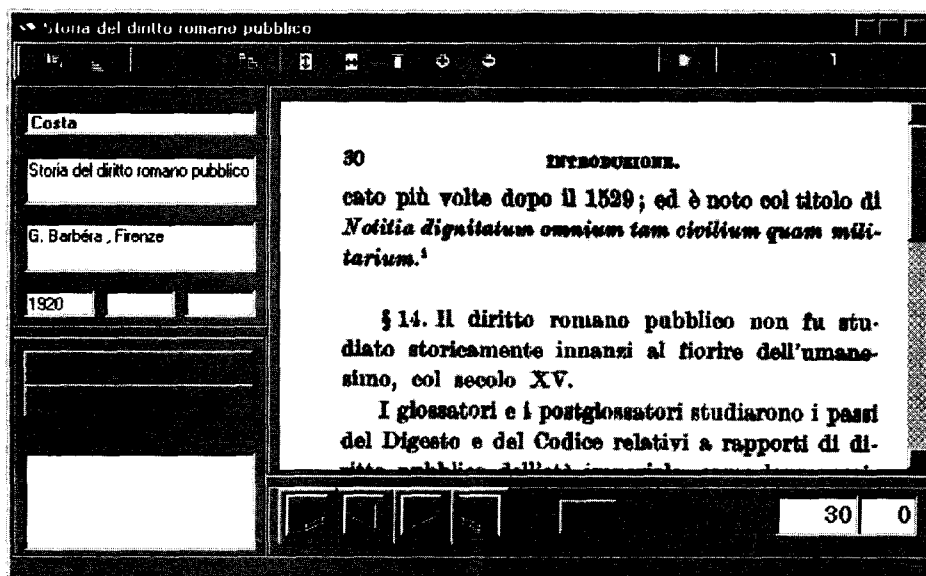 Storia del diritto romano pubblico
Costa
Storia del diritto romano pubblico
G. Barbéra , Firenze
1920
30 INTRODUZIONE.
cato più volte dopo il 1529; ed è noto col titolo di
Notitia dignitatum omnium tam civilium quam mili-
tarium.¹
§ 14. Il diritto romano pubblico non fu stu-
diato storicamente innanzi al fiorire dell'umane-
simo, col secolo XV.
I glossatori e i postglossatori studiarono i passi
del Digesto e del Codice relativi a rapporti di di-
30 0